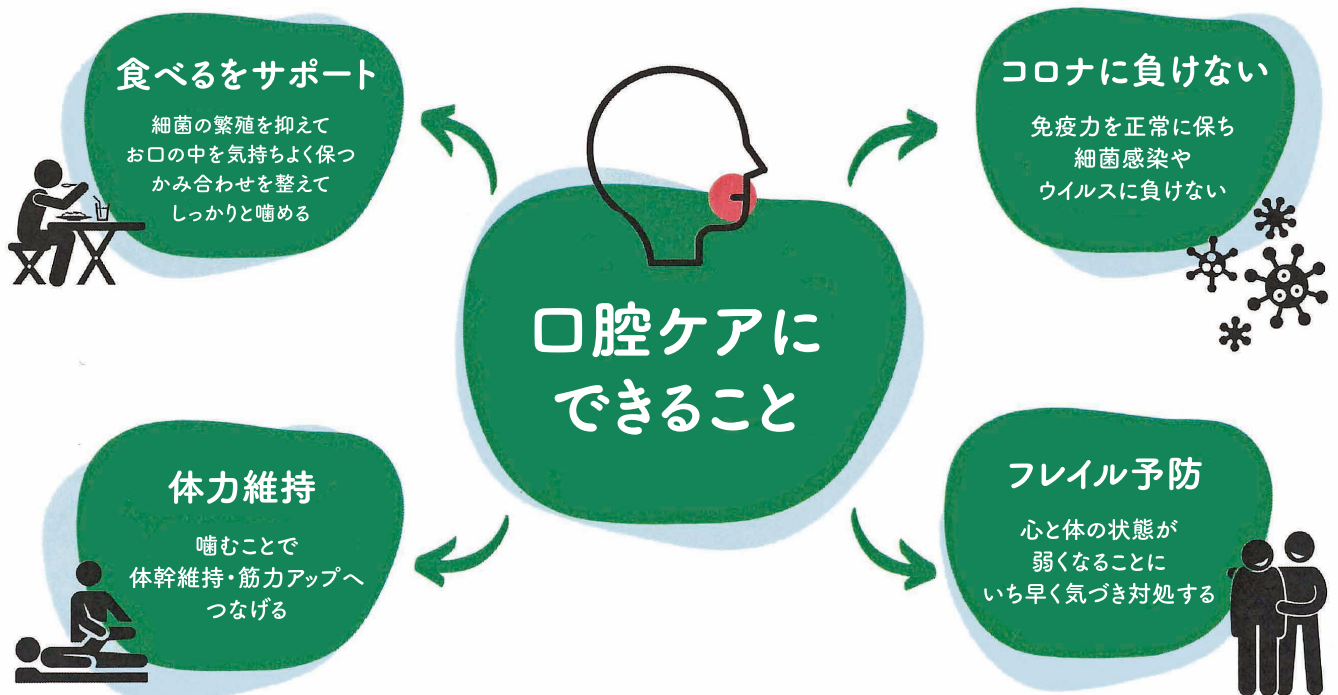 食べるをサポート
細菌の繁殖を抑えて
お口の中を気持ちよく保つ
かみ合わせを整えて
しっかりと噛める
コロナに負けない
免疫力を正常に保ち
細菌感染や
ウイルスに負けない
口腔ケアに
できること
体力維持
噛むことで
体幹維持・筋力アップへ
つなげる
フレイル予防
心と体の状態が
弱くなることに
いち早く気づき対処する